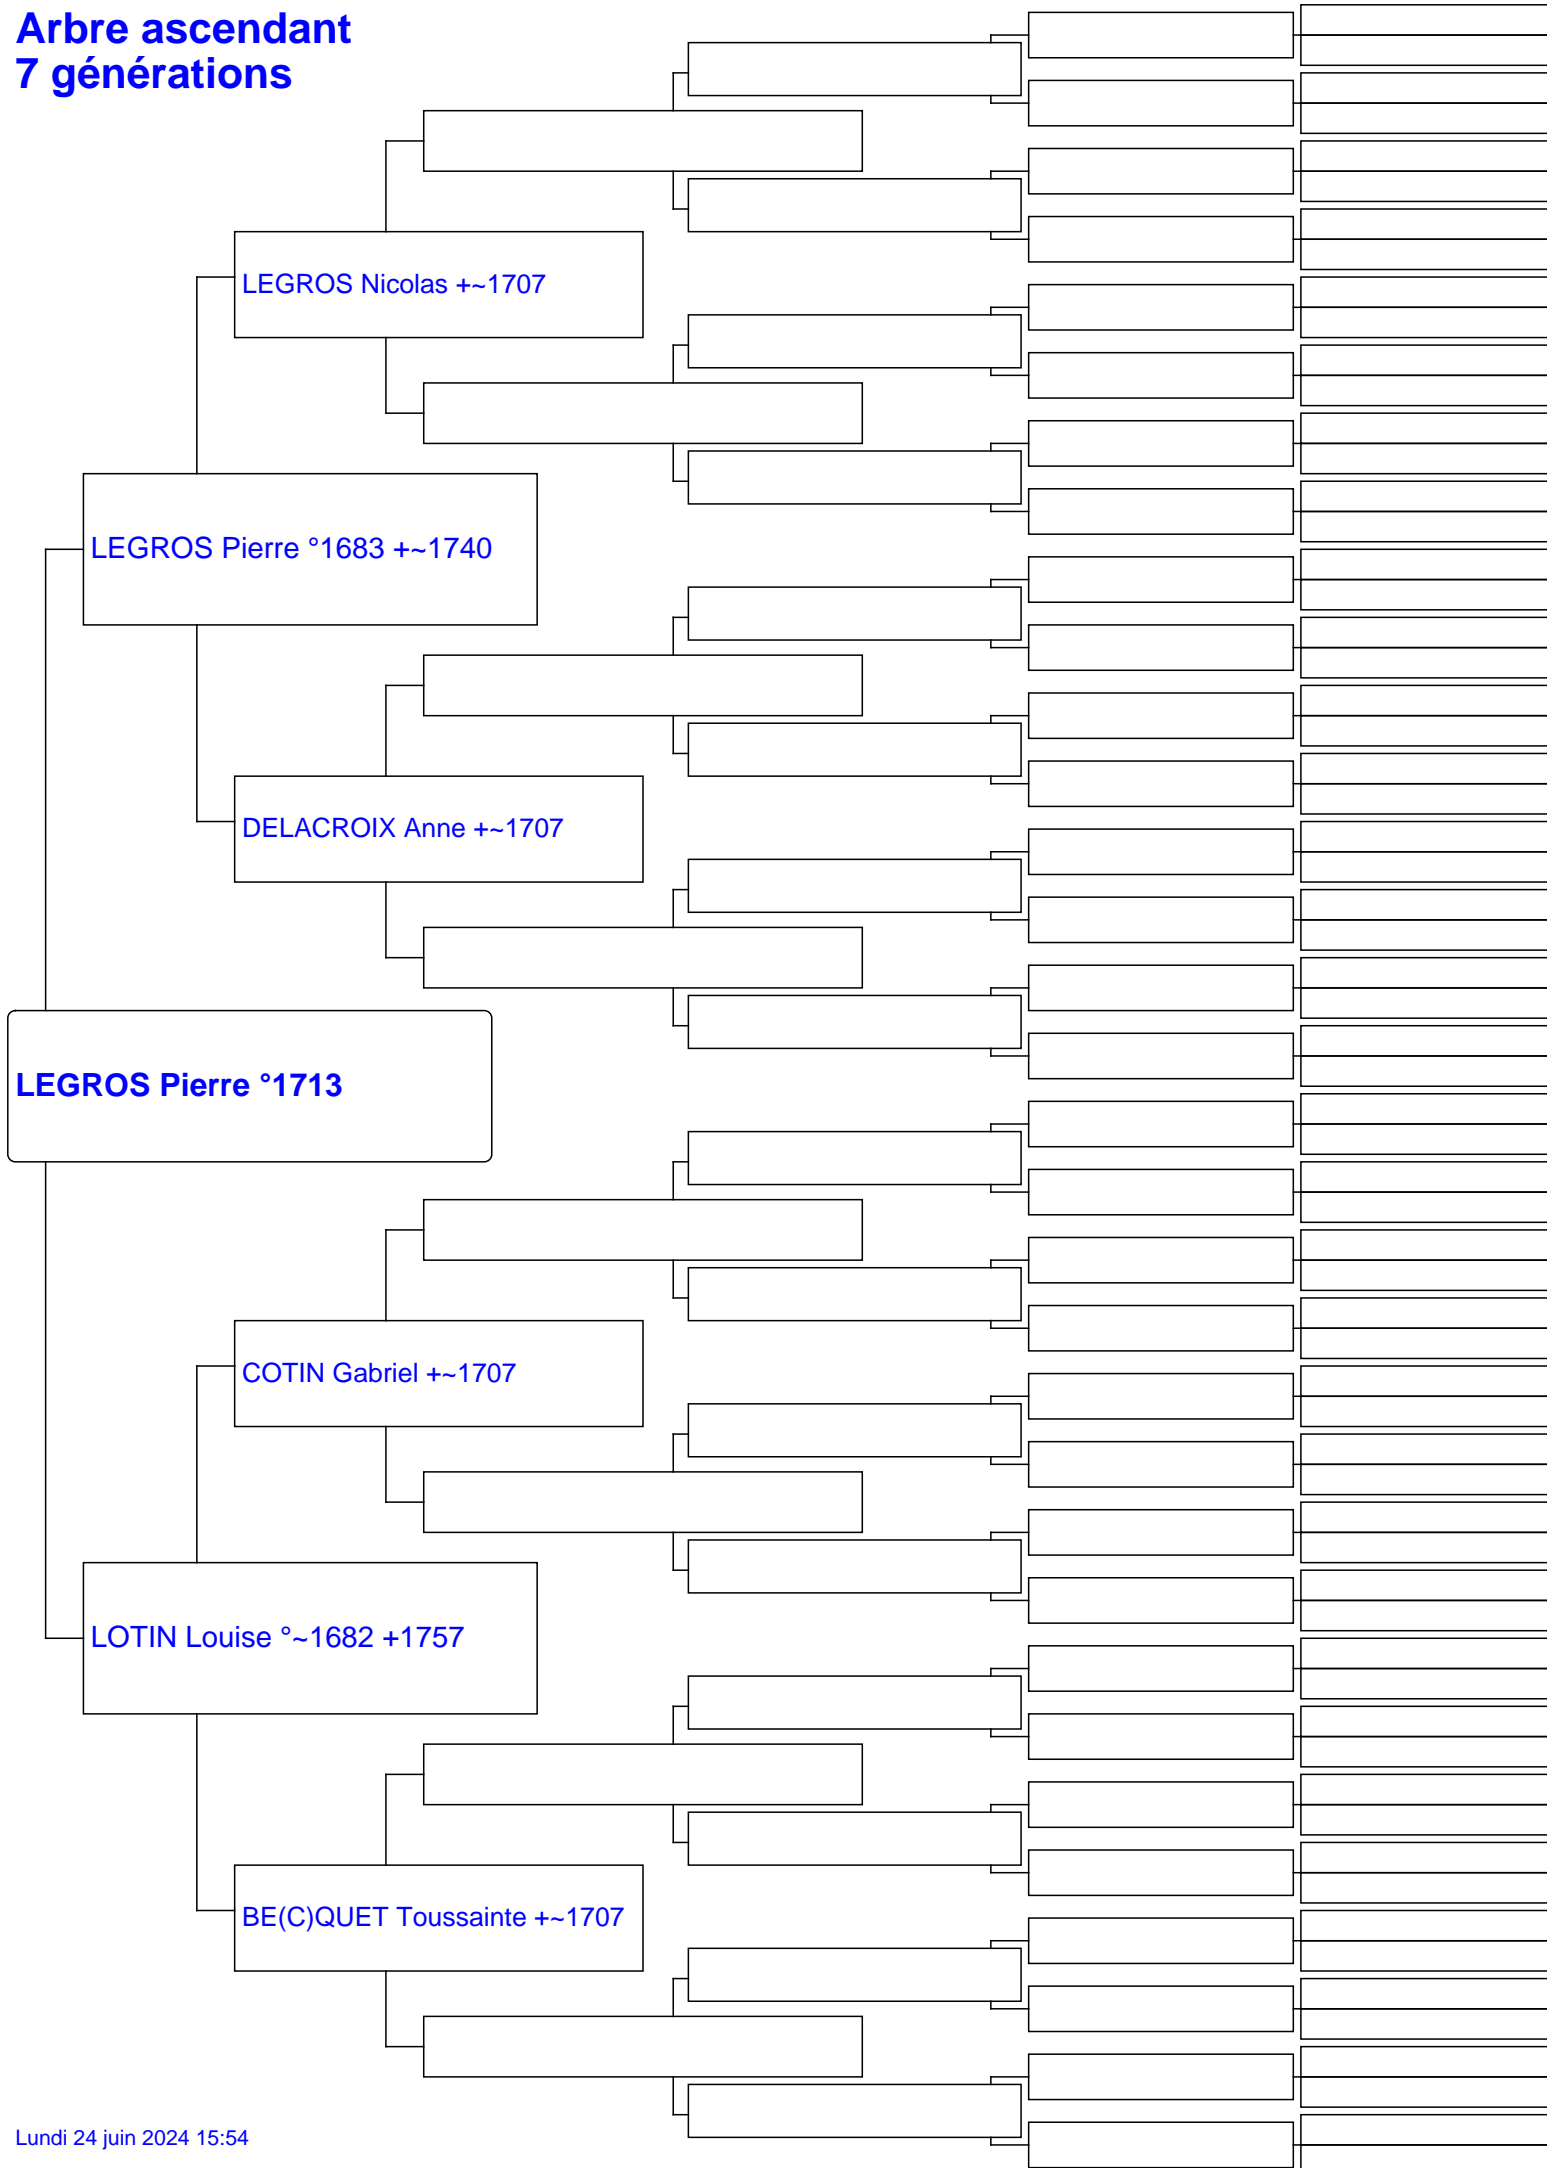 Arbre ascendant
7 générations
LEGROS Nicolas +~1707
LEGROS Pierre °1683 +~1740
DELACROIX Anne +~1707
LEGROS Pierre °1713
COTIN Gabriel +~1707
LOTIN Louise °~1682 +1757
BE(C)QUET Toussainte +~1707
Lundi 24 juin 2024 15:54